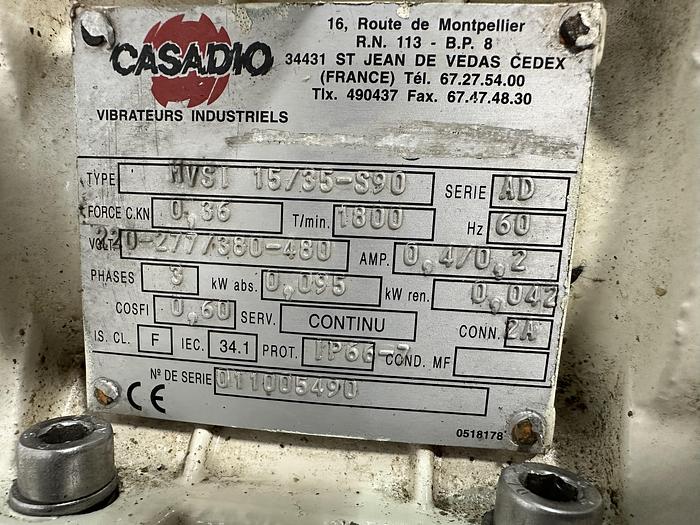 CASADIO
VIBRATEURS INDUSTRIELS
16, Route de Montpellier
R.N. 113 - B.P. 8
34431 ST JEAN DE VEDAS CEDEX
(FRANCE) Tél. 67.27.54.00
Tlx. 490437 Fax. 67.47.48.30
TYPE MVSI 15/35-S90 SERIE AD
FORCE C.KN 0,36 T/min. 1800 Hz 60
VOLT 220-277/380-480 AMP. 0,4/0,2
PHASES 3 kW abs. 0,095 kW ren. 0,042
COSFI 0,60 SERV. CONTINU CONN. 2A
IS. CL. F IEC. 34.1 PROT. IP66-7 COND. MF
Nº DE SERIE 011005490
CE
0518178